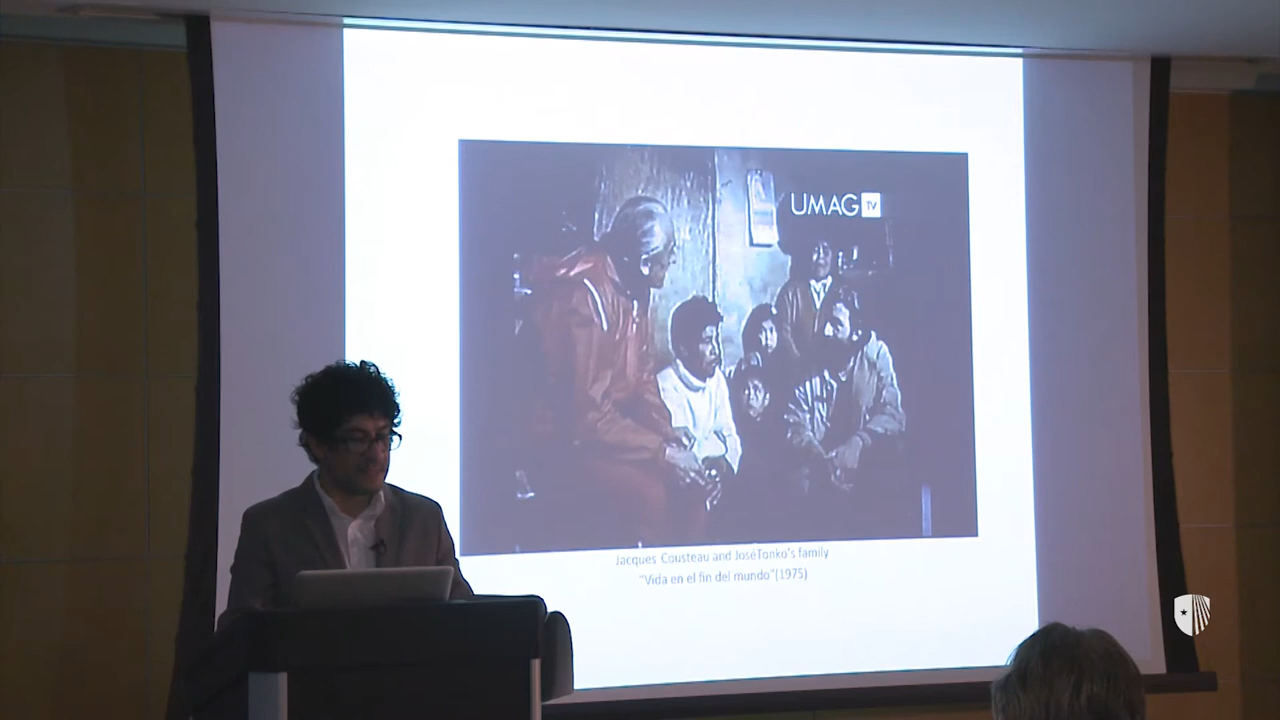 UMAG TV
Jacques Cousteau and JoséTonko's family
"Vida en el fin del mundo"(1975)